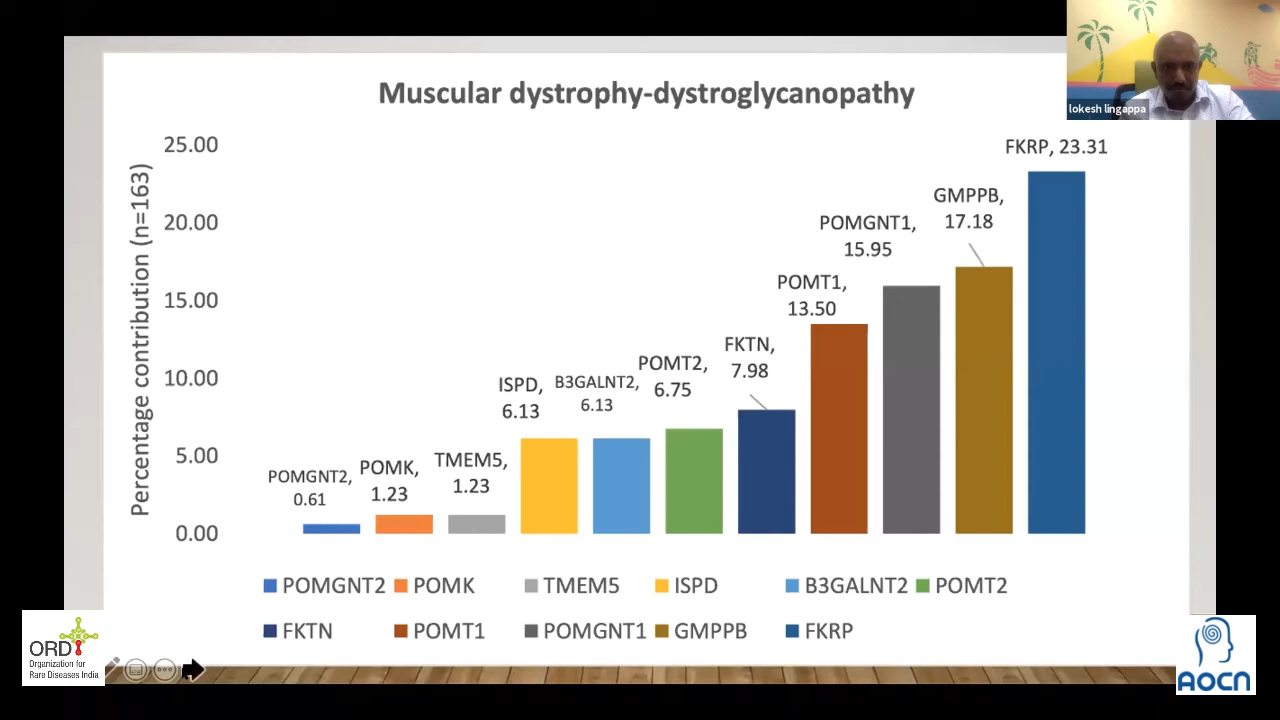 Muscular dystrophy-dystroglycanopathy
lokesh lingappa
Percentage contribution (n=163)
25.00
20.00
15.00
10.00
5.00
0.00
POMGNT2,
0.61
POMK,
1.23
TMEM5,
1.23
ISPD,
6.13
B3GALNT2,
6.13
POMT2,
6.75
FKTN,
7.98
POMT1,
13.50
POMGNT1,
15.95
GMPPB,
17.18
FKRP, 23.31
POMGNT2 POMK TMEM5 ISPD B3GALNT2 POMT2
FKTN POMT1 POMGNT1 GMPPB FKRP
ORDI
Organization for
Rare Diseases India
AOCN